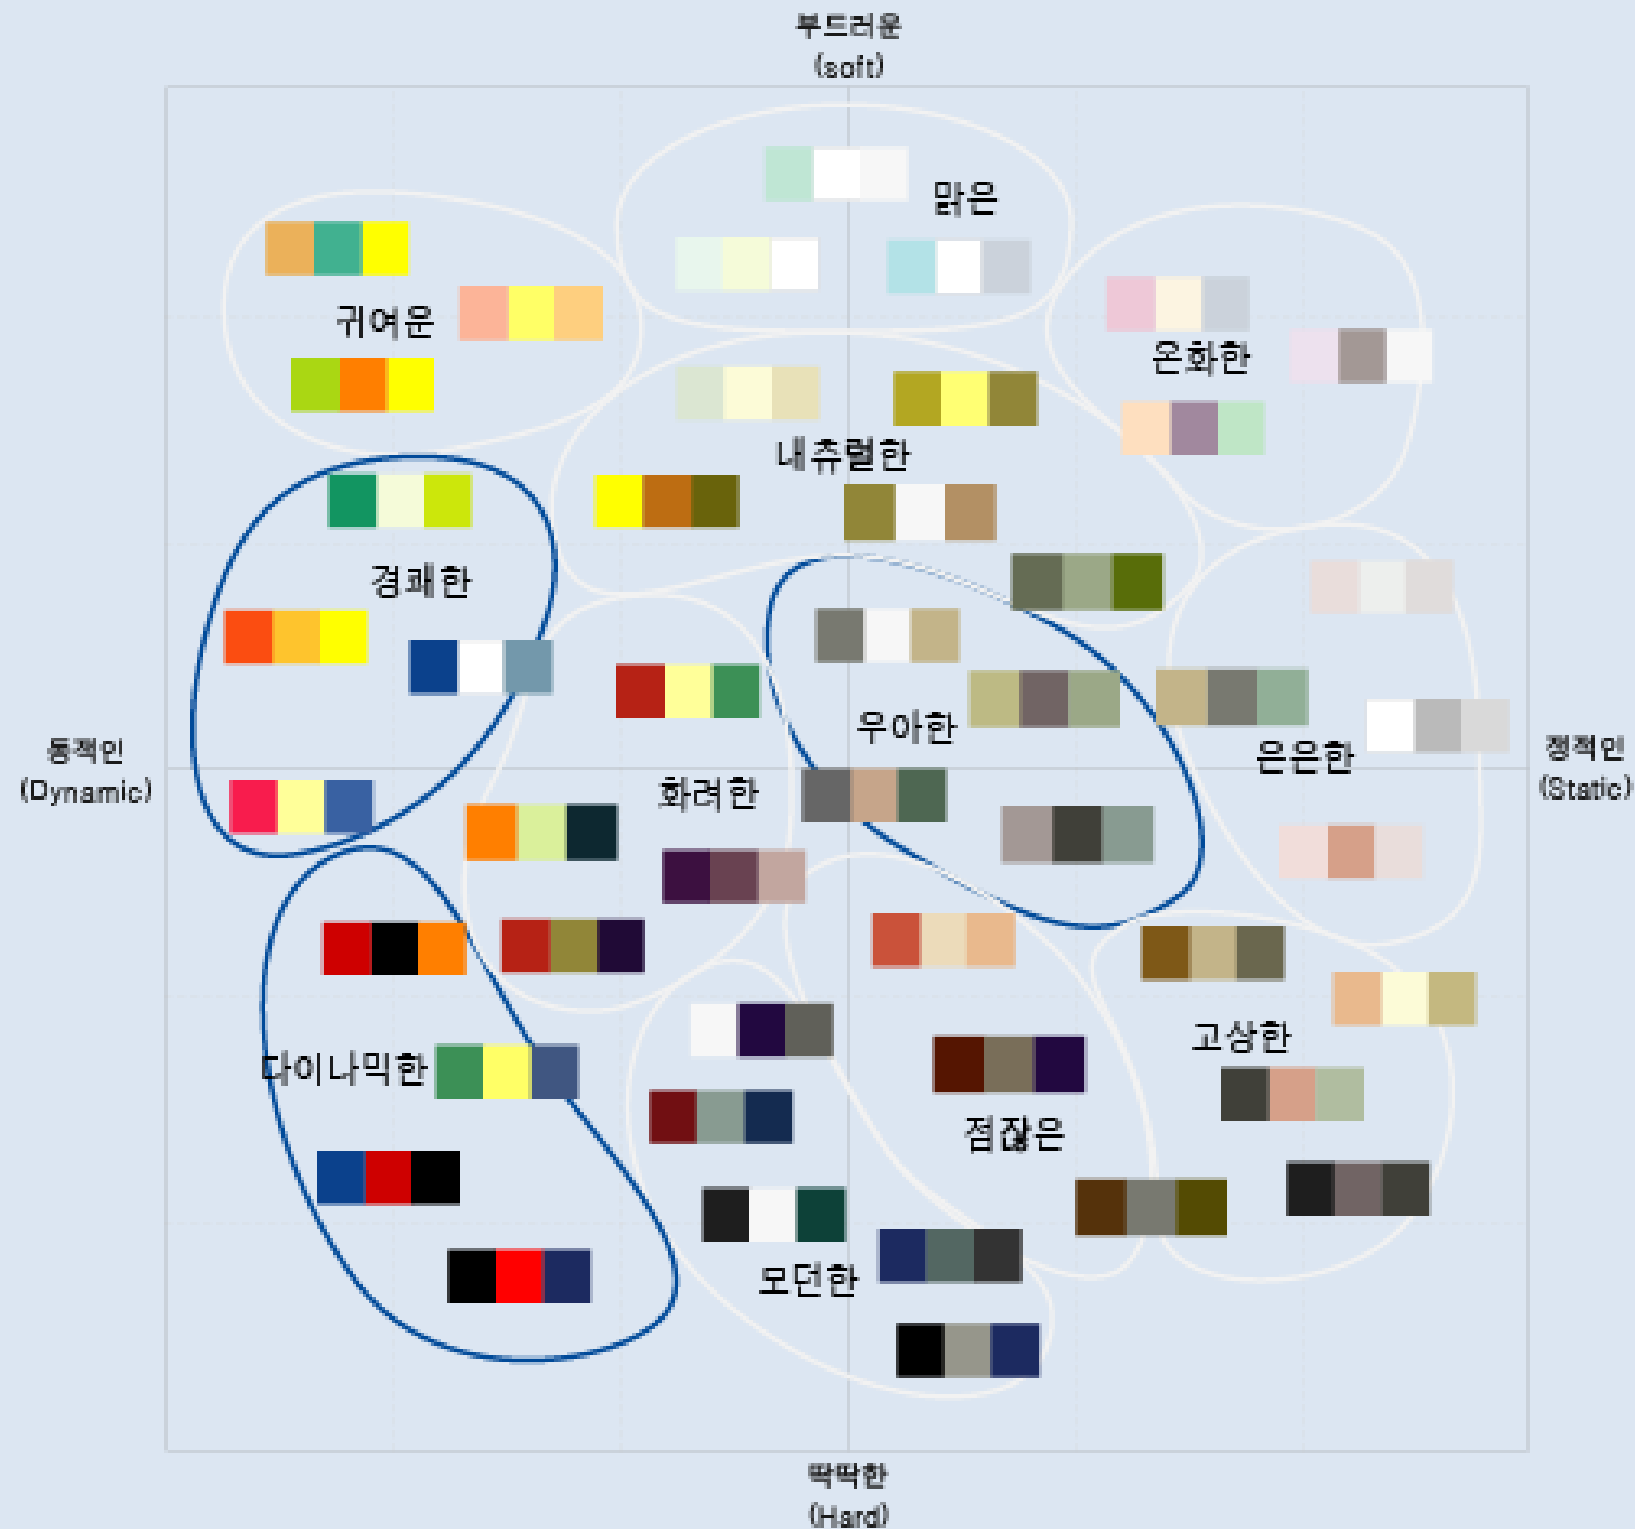 부드러운
(soft)
맑은
귀여운
온화한
내츄럴한
경쾌한
우아한
은은한
동적인
(Dynamic)
정적인
(Static)
화려한
고상한
다이나믹한
점잖은
모던한
딱딱한
(Hard)